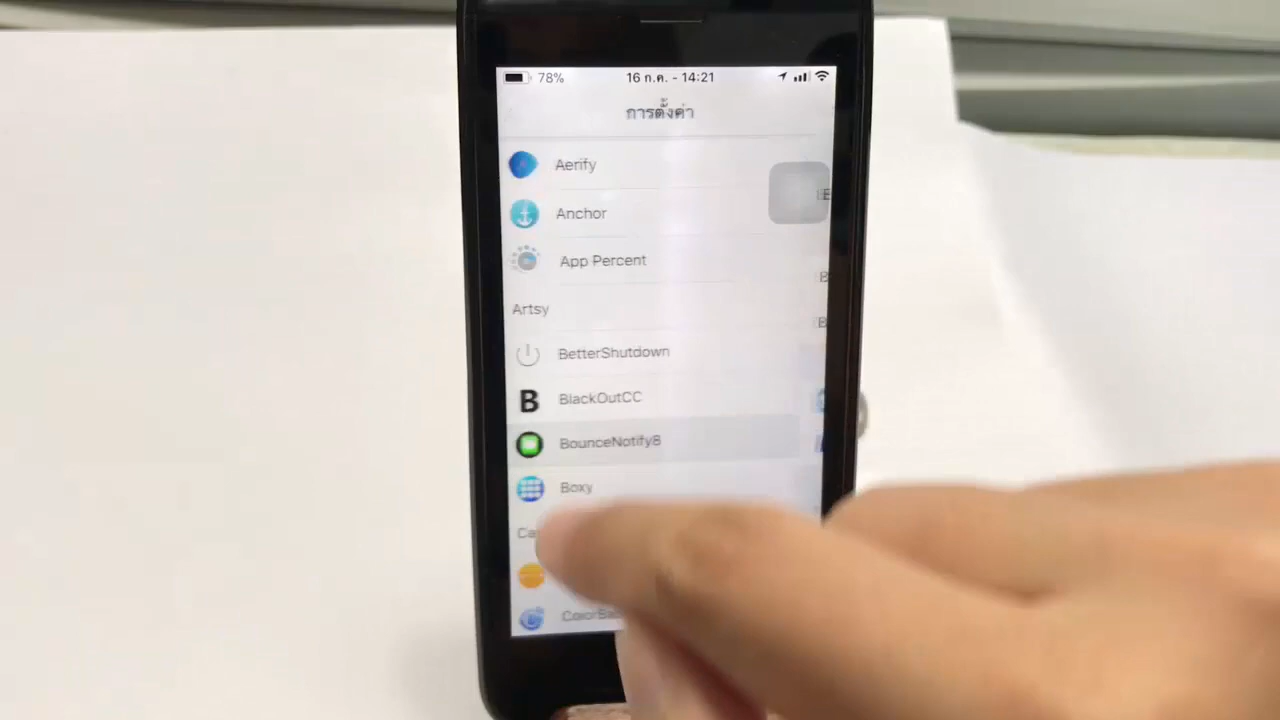 78% 16 ก.ค. - 14:21
การตั้งค่า
Aerify
Anchor
App Percent
Artsy
BetterShutdown
B BlackOutCC
BounceNotify8
Boxy